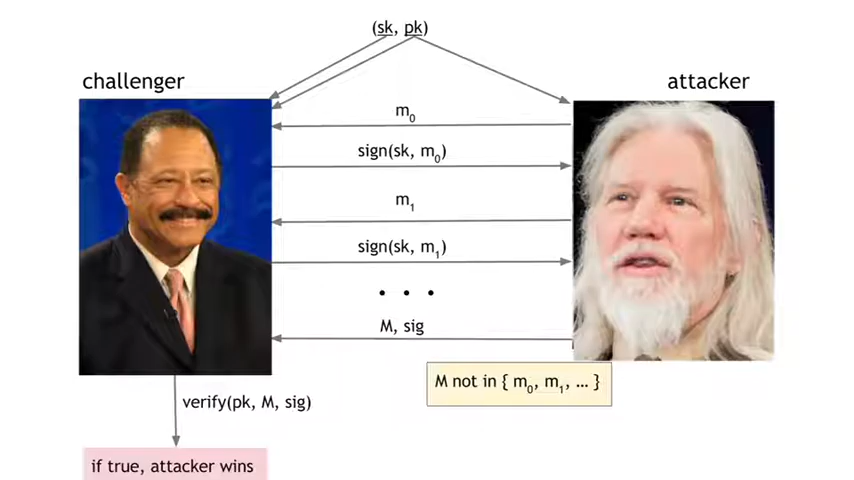 (sk, pk)
challenger
attacker
m₀
sign(sk, m₀)
m₁
sign(sk, m₁)
. . .
M, sig
M not in { m₀, m₁, ... }
verify(pk, M, sig)
if true, attacker wins